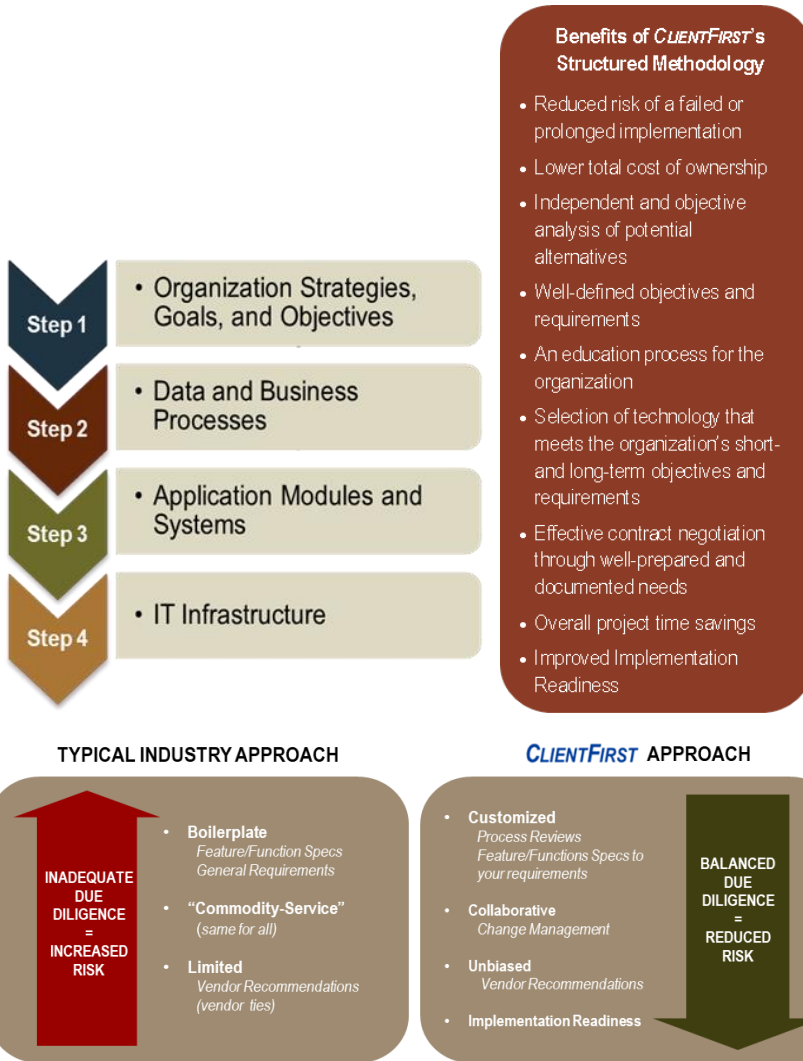 Benefits of CLIENTFIRST's
Structured Methodology
• Reduced risk of a failed or
prolonged implementation
• Lower total cost of ownership
• Independent and objective
analysis of potential
alternatives
• Well-defined objectives and
requirements
• An education process for the
organization
• Selection of technology that
meets the organization's short-
and long-term objectives and
requirements
• Effective contract negotiation
through well-prepared and
documented needs
• Overall project time savings
• Improved Implementation
Readiness
Step 1
• Organization Strategies,
Goals, and Objectives
Step 2
• Data and Business
Processes
Step 3
• Application Modules and
Systems
Step 4
• IT Infrastructure
TYPICAL INDUSTRY APPROACH
INADEQUATE
DUE
DILIGENCE
=
INCREASED
RISK
• Boilerplate
Feature/Function Specs
General Requirements
• “Commodity-Service”
(same for all)
• Limited
Vendor Recommendations
(vendor ties)
CLIENTFIRST APPROACH
• Customized
Process Reviews
Feature/Functions Specs to
your requirements
• Collaborative
Change Management
• Unbiased
Vendor Recommendations
• Implementation Readiness
BALANCED
DUE
DILIGENCE
=
REDUCED
RISK